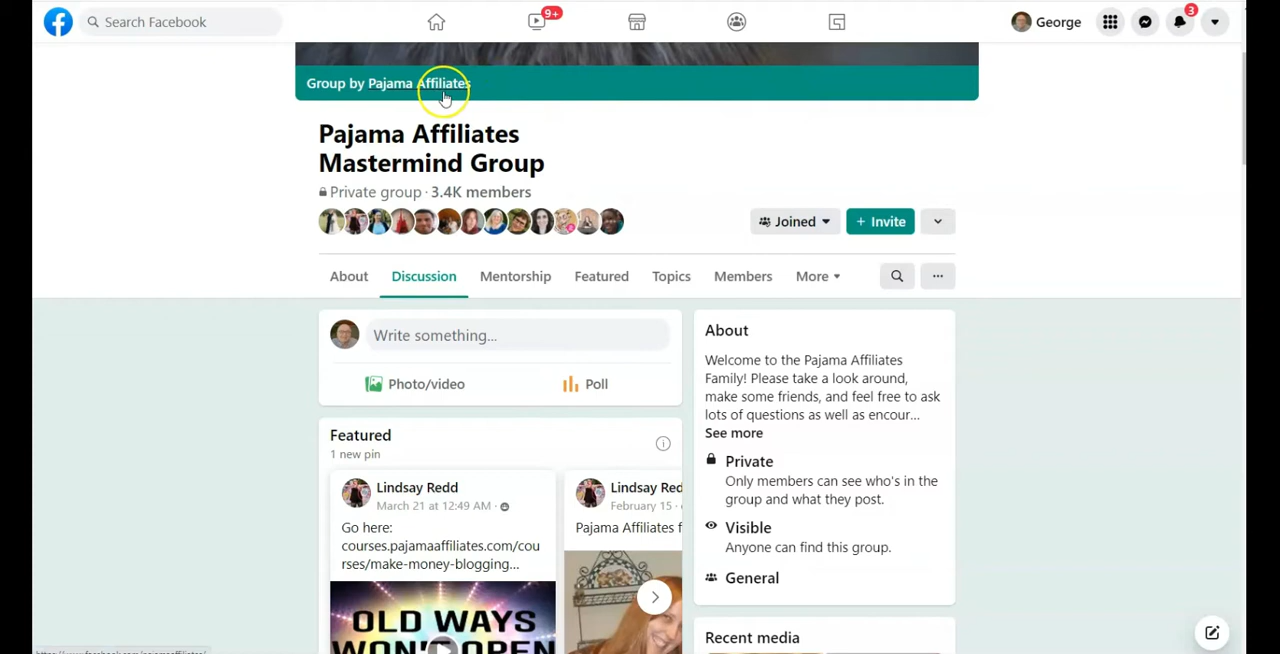 Search Facebook
9+
George
3
Group by Pajama Affiliates
Pajama Affiliates
Mastermind Group
Private group · 3.4K members
Joined
+ Invite
About
Discussion
Mentorship
Featured
Topics
Members
More
Write something...
Photo/video
Poll
Featured
1 new pin
Lindsay Redd
March 21 at 12:49 AM ·
Go here:
courses.pajamaaffiliates.com/cou
rses/make-money-blogging...
OLD WAYS
WON'T OPEN
Lindsay Red
February 15 ·
Pajama Affiliates f
About
Welcome to the Pajama Affiliates
Family! Please take a look around,
make some friends, and feel free to ask
lots of questions as well as encour...
See more
Private
Only members can see who's in the
group and what they post.
Visible
Anyone can find this group.
General
Recent media